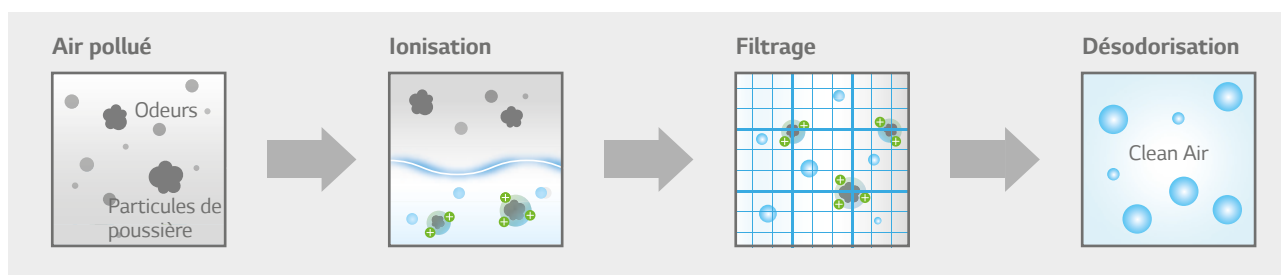 Air pollué
Ionisation
Filtrage
Désodorisation
Odeurs
Particules de
poussière
Clean Air